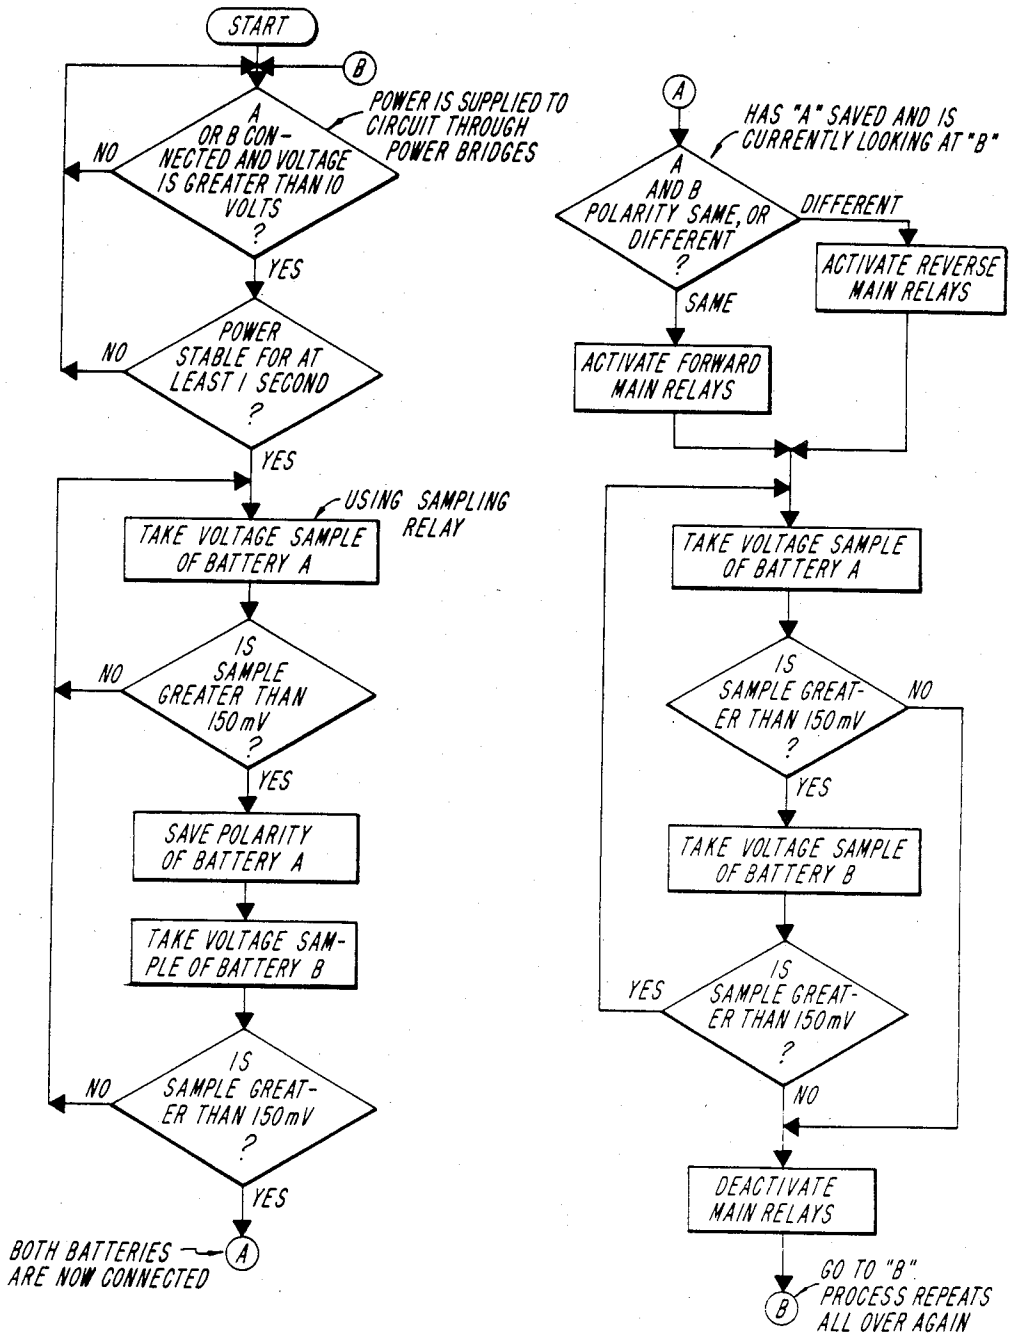 START
B
POWER IS SUPPLIED TO
CIRCUIT THROUGH
POWER BRIDGES
A
OR B CON-
NECTED AND VOLTAGE
IS GREATER THAN 10
VOLTS
?
NO
YES
POWER
STABLE FOR AT
LEAST 1 SECOND
?
NO
YES
USING SAMPLING
RELAY
TAKE VOLTAGE SAMPLE
OF BATTERY A
IS
SAMPLE
GREATER THAN
150mV
?
NO
YES
SAVE POLARITY
OF BATTERY A
TAKE VOLTAGE SAM-
PLE OF BATTERY B
IS
SAMPLE GREAT-
ER THAN 150mV
?
NO
YES
BOTH BATTERIES
ARE NOW CONNECTED
A
A
HAS "A" SAVED AND IS
CURRENTLY LOOKING AT "B"
A
AND B
POLARITY SAME, OR
DIFFERENT
?
DIFFERENT
ACTIVATE REVERSE
MAIN RELAYS
SAME
ACTIVATE FORWARD
MAIN RELAYS
TAKE VOLTAGE SAMPLE
OF BATTERY A
IS
SAMPLE GREAT-
ER THAN 150mV
?
NO
YES
TAKE VOLTAGE SAMPLE
OF BATTERY B
IS
SAMPLE GREAT-
ER THAN 150mV
?
YES
NO
DEACTIVATE
MAIN RELAYS
B
GO TO "B"
PROCESS REPEATS
ALL OVER AGAIN